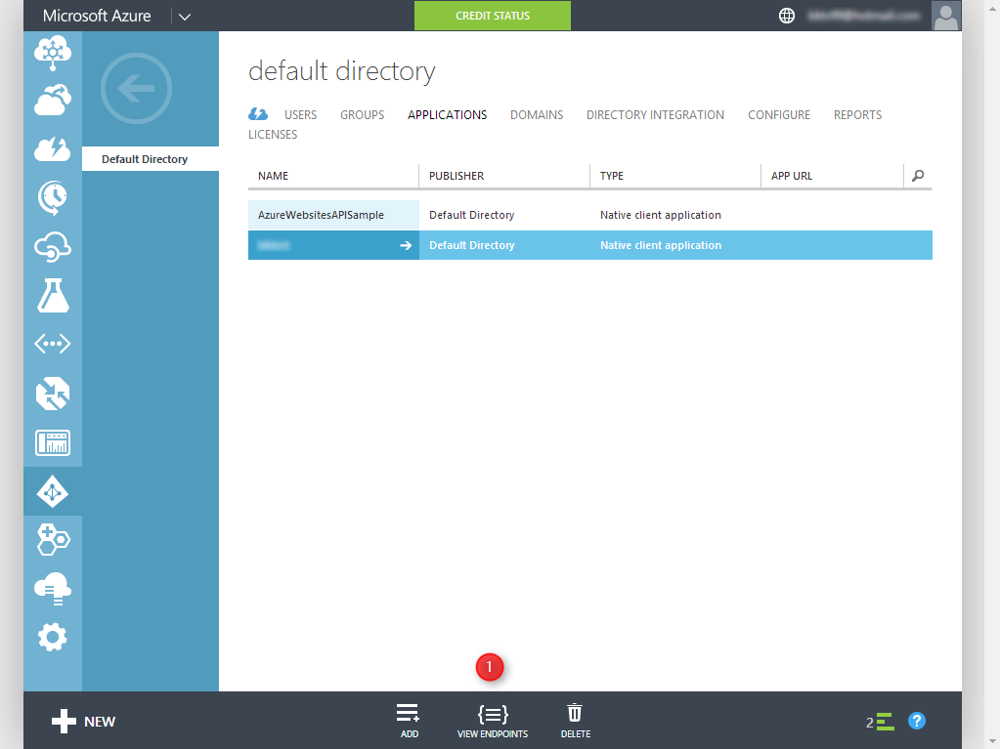 Microsoft Azure
CREDIT STATUS
default directory
USERS GROUPS APPLICATIONS DOMAINS DIRECTORY INTEGRATION CONFIGURE REPORTS
LICENSES
Default Directory
NAME PUBLISHER TYPE APP URL
AzureWebsitesAPISample Default Directory Native client application
Default Directory Native client application
1
NEW
ADD VIEW ENDPOINTS DELETE
2
?